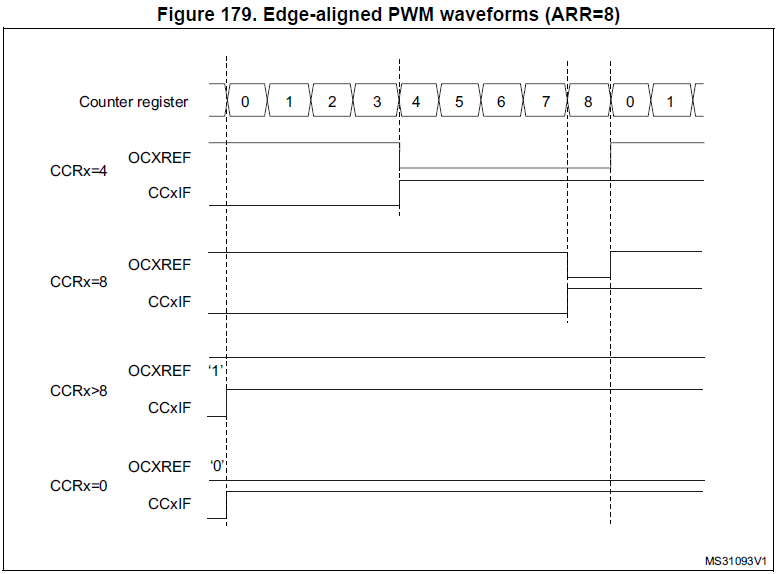 Figure 179. Edge-aligned PWM waveforms (ARR=8)
Counter register 0 1 2 3 4 5 6 7 8 0 1
OCXREF
CCRx=4
CCxIF
OCXREF
CCRx=8
CCxIF
OCXREF '1'
CCRx>8
CCxIF
OCXREF '0'
CCRx=0
CCxIF
MS31093V1